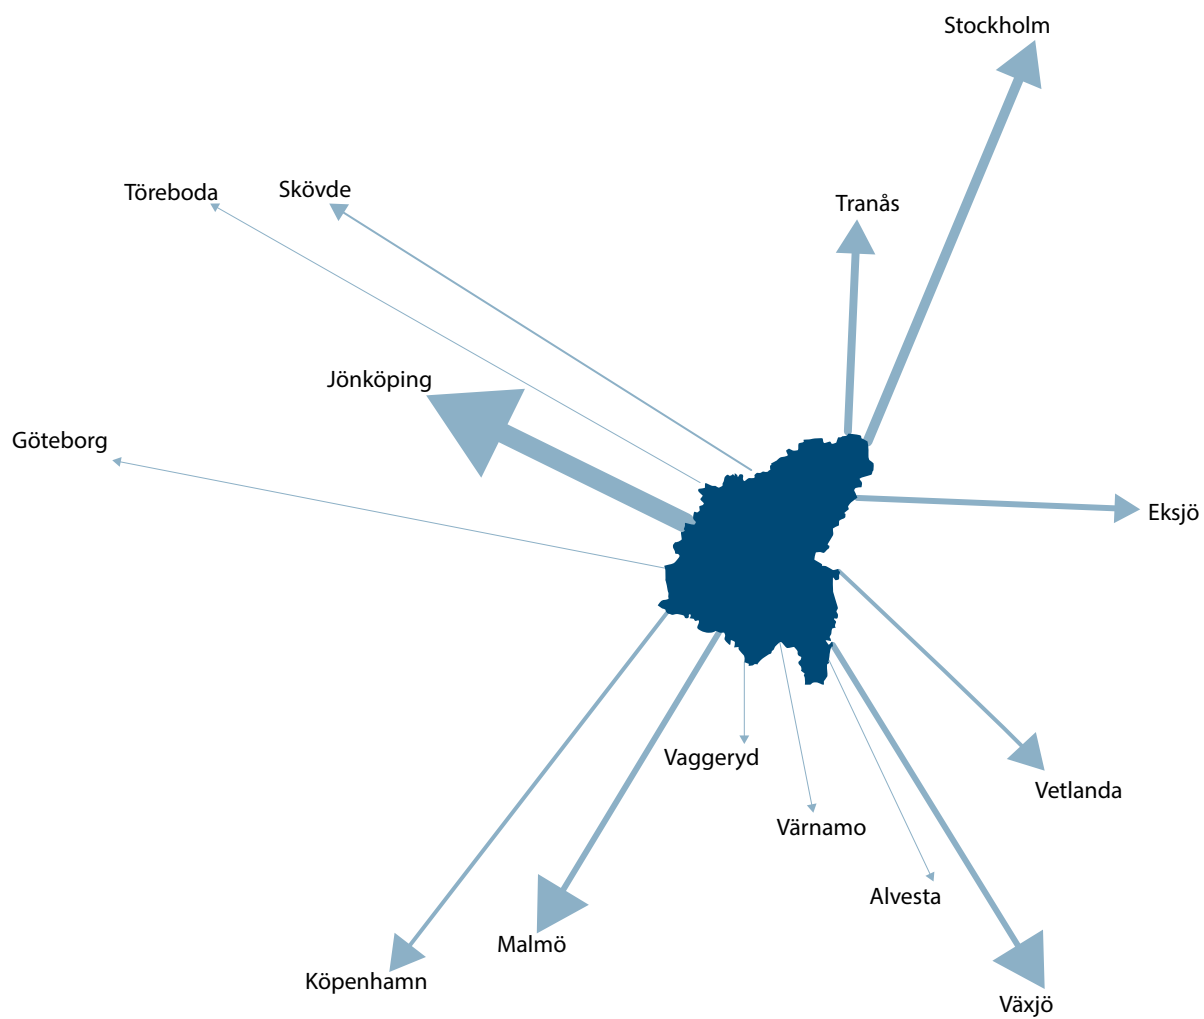 Stockholm
Töreboda
Skövde
Tranås
Jönköping
Göteborg
Eksjö
Vaggeryd
Vetlanda
Värnamo
Alvesta
Malmö
Köpenhamn
Växjö